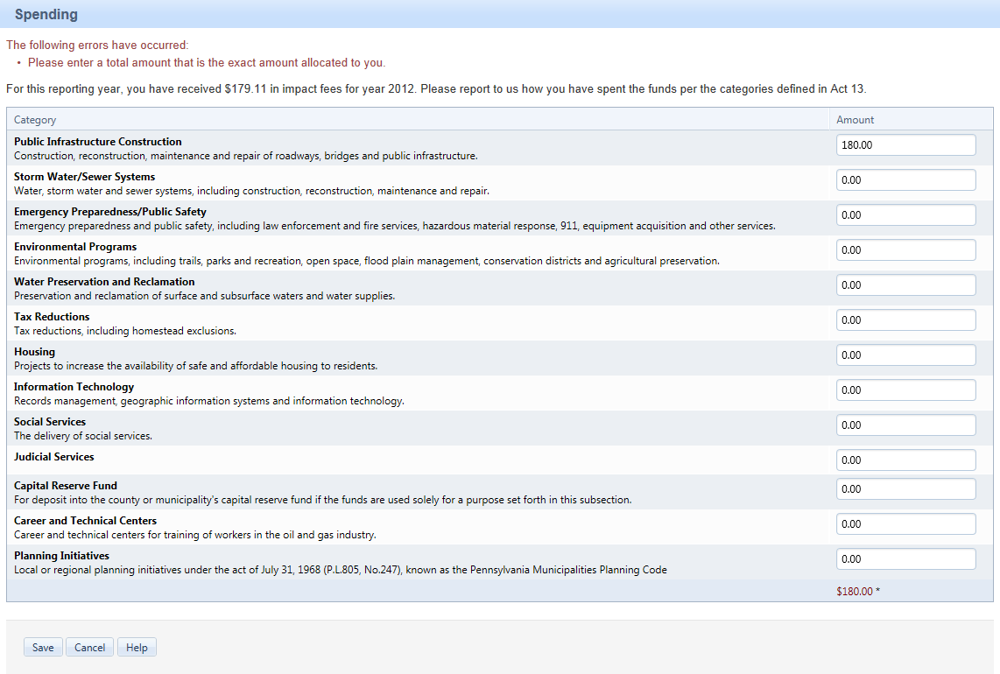 Spending
The following errors have occurred:
• Please enter a total amount that is the exact amount allocated to you.
For this reporting year, you have received $179.11 in impact fees for year 2012. Please report to us how you have spent the funds per the categories defined in Act 13.
Category Amount
Public Infrastructure Construction
Construction, reconstruction, maintenance and repair of roadways, bridges and public infrastructure.
180.00
Storm Water/Sewer Systems
Water, storm water and sewer systems, including construction, reconstruction, maintenance and repair.
0.00
Emergency Preparedness/Public Safety
Emergency preparedness and public safety, including law enforcement and fire services, hazardous material response, 911, equipment acquisition and other services.
0.00
Environmental Programs
Environmental programs, including trails, parks and recreation, open space, flood plain management, conservation districts and agricultural preservation.
0.00
Water Preservation and Reclamation
Preservation and reclamation of surface and subsurface waters and water supplies.
0.00
Tax Reductions
Tax reductions, including homestead exclusions.
0.00
Housing
Projects to increase the availability of safe and affordable housing to residents.
0.00
Information Technology
Records management, geographic information systems and information technology.
0.00
Social Services
The delivery of social services.
0.00
Judicial Services
0.00
Capital Reserve Fund
For deposit into the county or municipality's capital reserve fund if the funds are used solely for a purpose set forth in this subsection.
0.00
Career and Technical Centers
Career and technical centers for training of workers in the oil and gas industry.
0.00
Planning Initiatives
Local or regional planning initiatives under the act of July 31, 1968 (P.L.805, No.247), known as the Pennsylvania Municipalities Planning Code
0.00
$180.00 *
Save Cancel Help